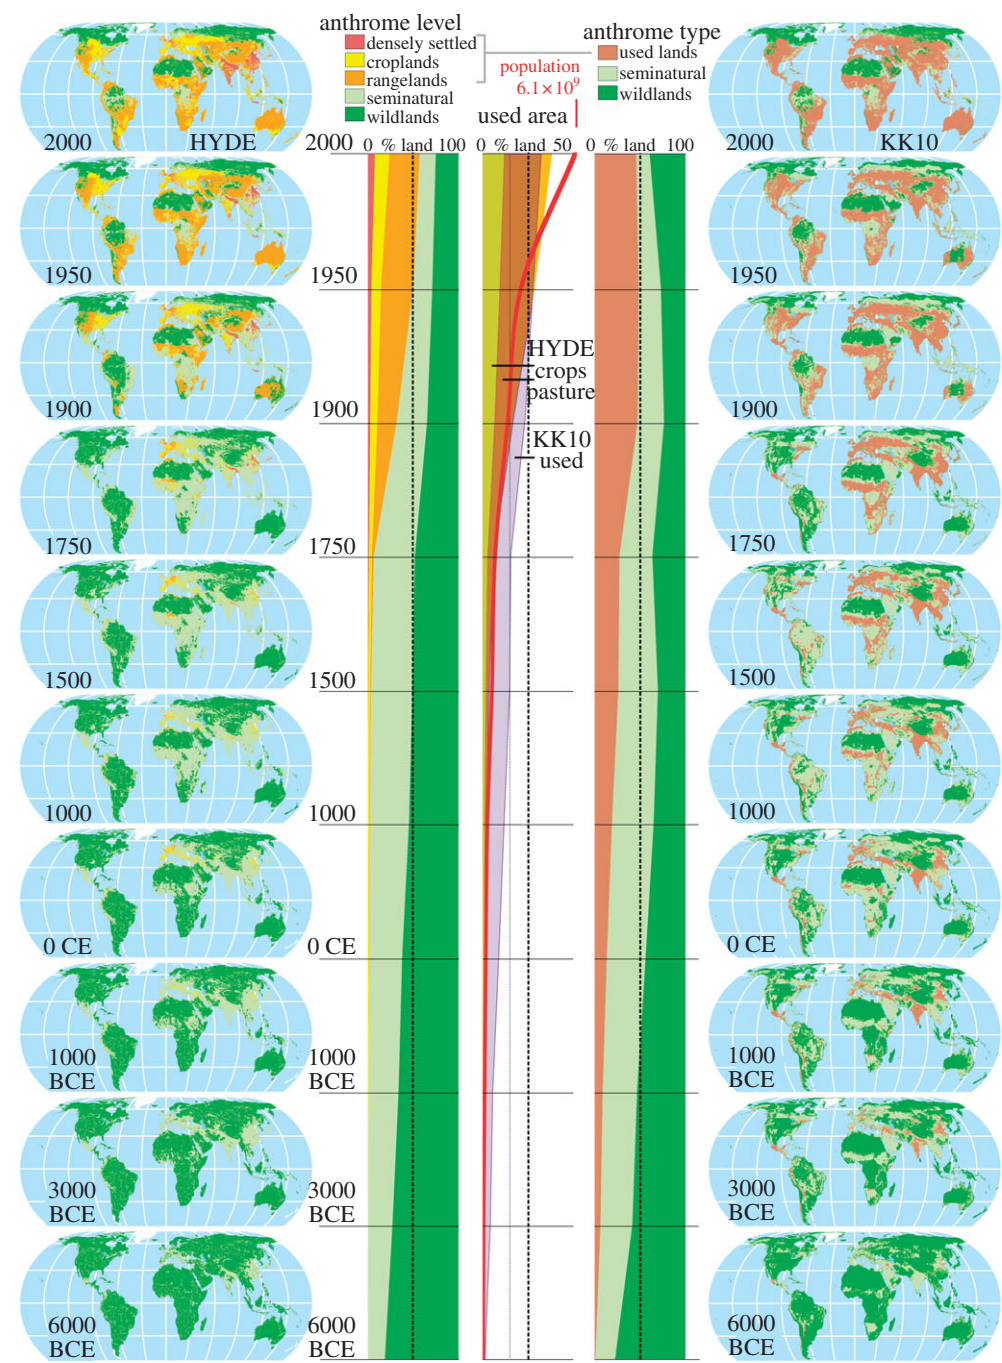 anthrome level
densely settled
croplands
rangelands
seminatural
wildlands
population
6.1 × 10⁹
used area
anthrome type
used lands
seminatural
wildlands
2000
HYDE
2000
0 % land 100
0 % land 50
0 % land 100
2000
KK10
1950
1950
1950
HYDE
crops
pasture
1900
1900
1900
KK10
used
1750
1750
1750
1500
1500
1500
1000
1000
1000
0 CE
0 CE
0 CE
1000
BCE
1000
BCE
1000
BCE
3000
BCE
3000
BCE
3000
BCE
6000
BCE
6000
BCE
6000
BCE